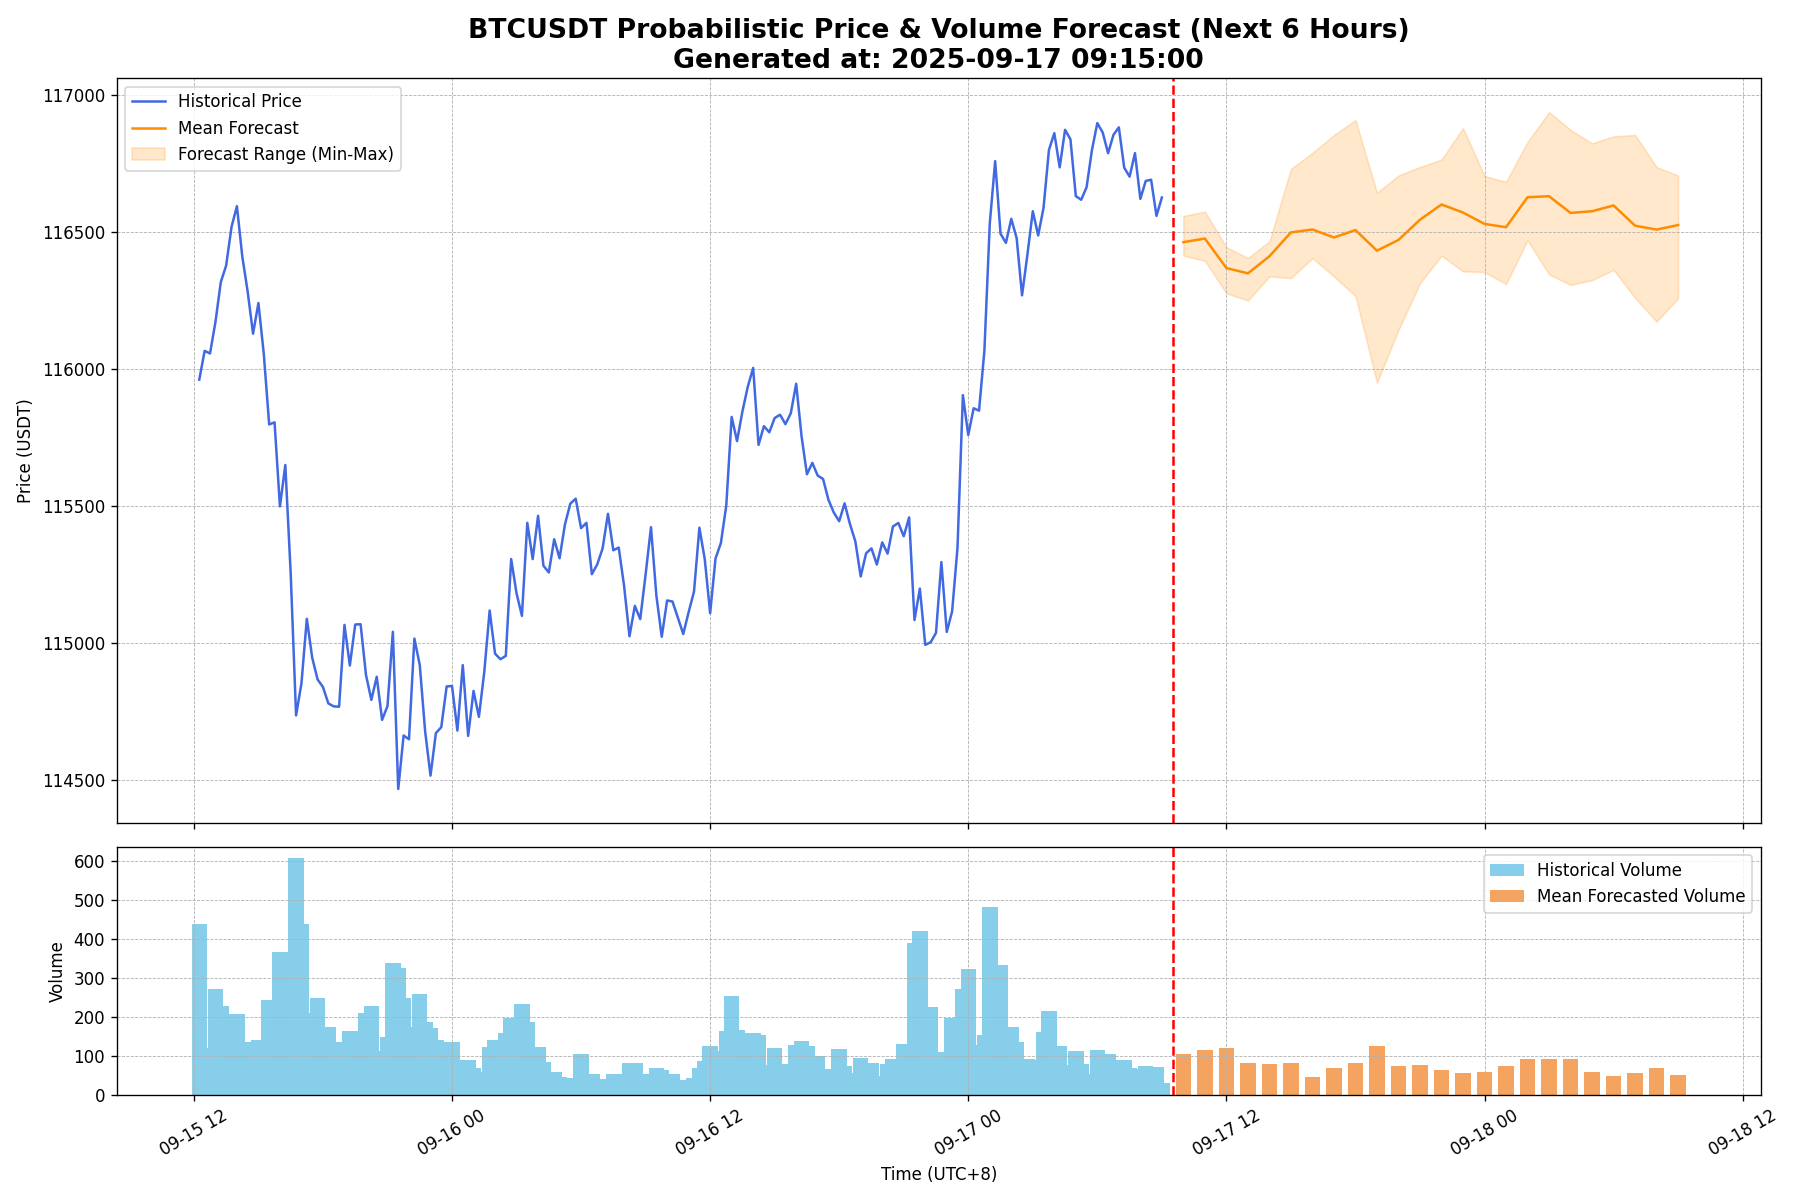 BTCUSDT Probabilistic Price & Volume Forecast (Next 6 Hours)
Generated at: 2025-09-17 09:15:00
Historical Price
Mean Forecast
Forecast Range (Min-Max)
Price (USDT)
117000
116500
116000
115500
115000
114500
Historical Volume
Mean Forecasted Volume
Volume
600
500
400
300
200
100
0
09-15 12
09-16 00
09-16 12
09-17 00
09-17 12
09-18 00
09-18 12
Time (UTC+8)